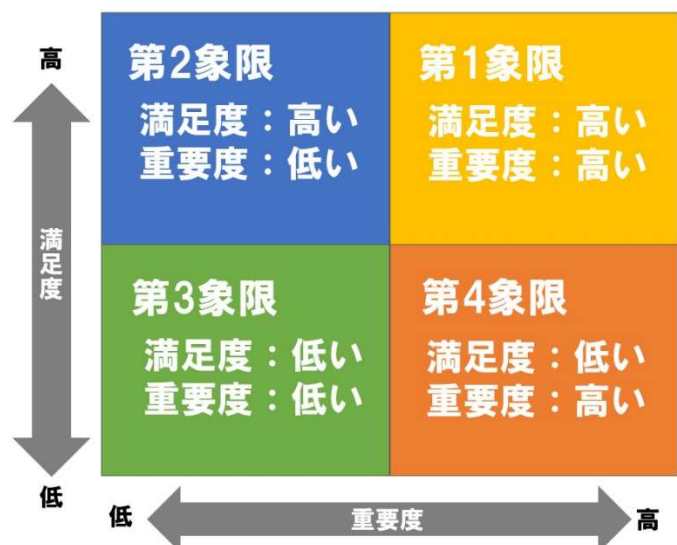 高
第2象限
満足度：高い
重要度：低い
第1象限
満足度：高い
重要度：高い
満足度
第3象限
満足度：低い
重要度：低い
第4象限
満足度：低い
重要度：高い
低
低
重要度
高